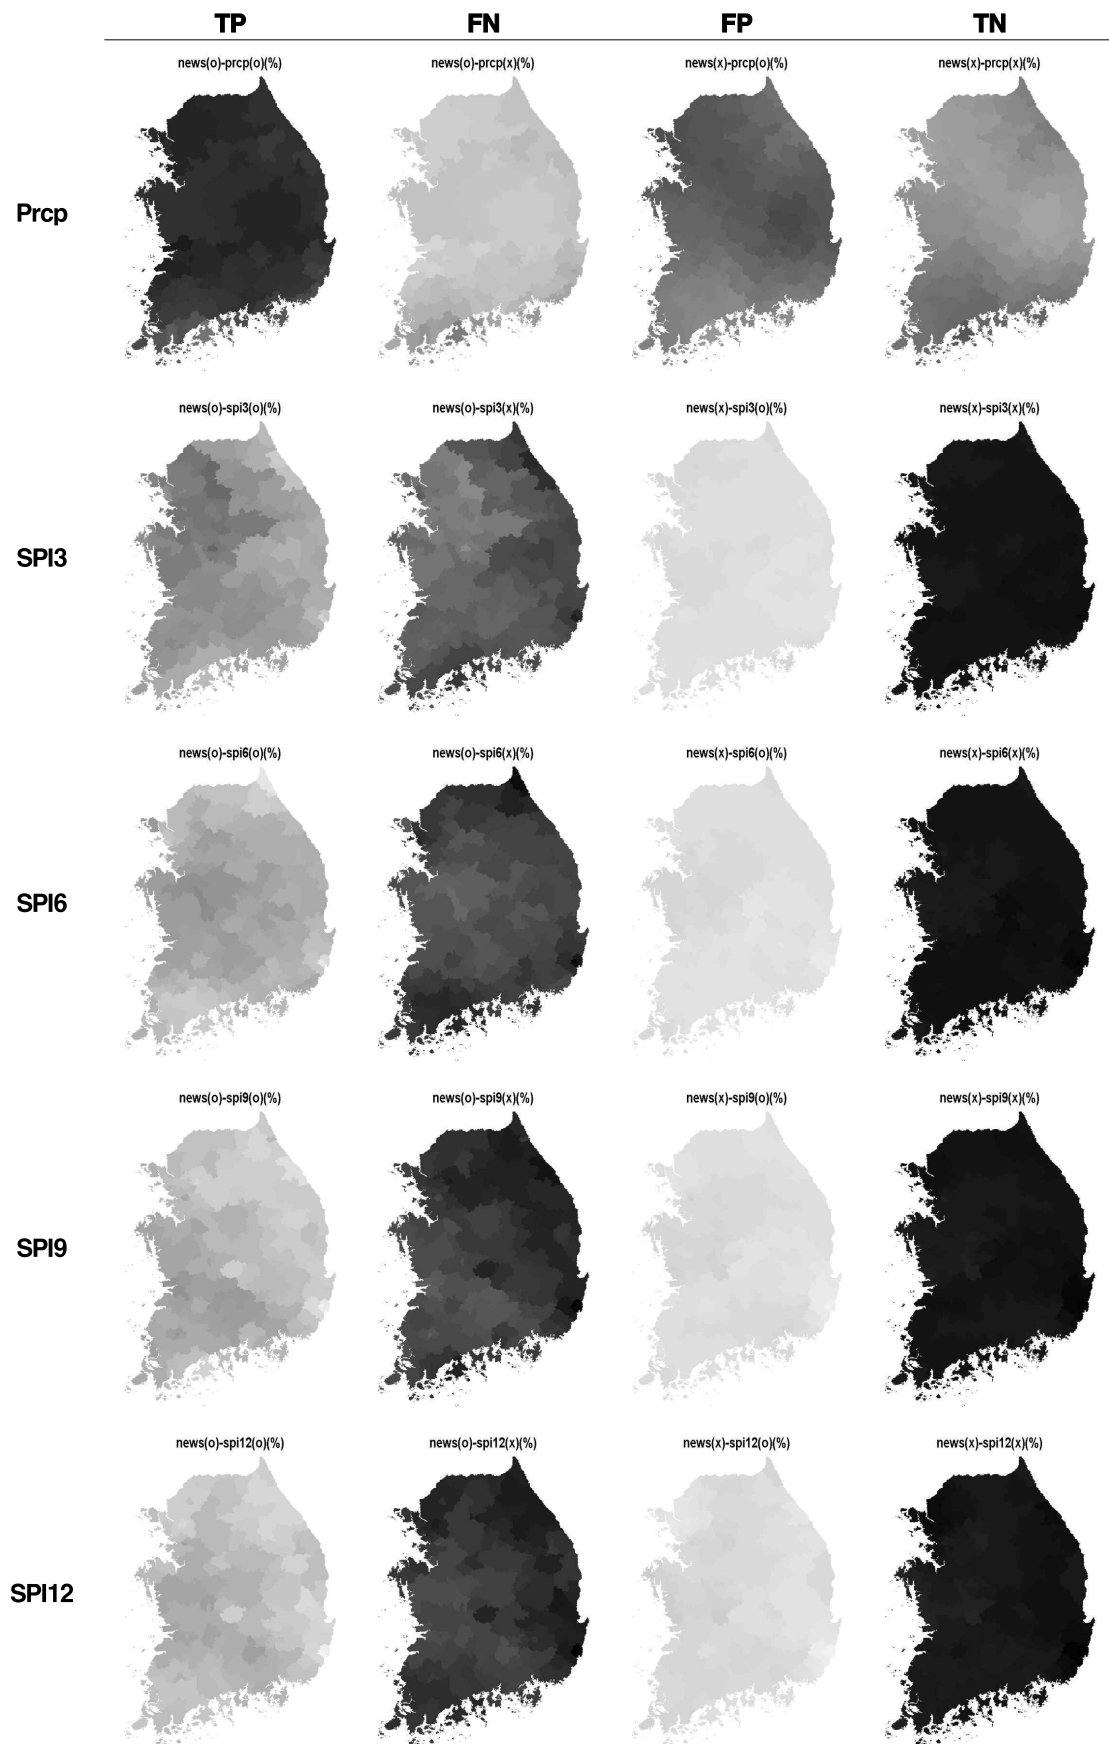 TP FN FP TN
news(o)-prcp(o)(%) news(o)-prcp(x)(%) news(x)-prcp(o)(%) news(x)-prcp(x)(%)
Prcp
news(o)-spi3(o)(%) news(o)-spi3(x)(%) news(x)-spi3(o)(%) news(x)-spi3(x)(%)
SPI3
news(o)-spi6(o)(%) news(o)-spi6(x)(%) news(x)-spi6(o)(%) news(x)-spi6(x)(%)
SPI6
news(o)-spi9(o)(%) news(o)-spi9(x)(%) news(x)-spi9(o)(%) news(x)-spi9(x)(%)
SPI9
news(o)-spi12(o)(%) news(o)-spi12(x)(%) news(x)-spi12(o)(%) news(x)-spi12(x)(%)
SPI12